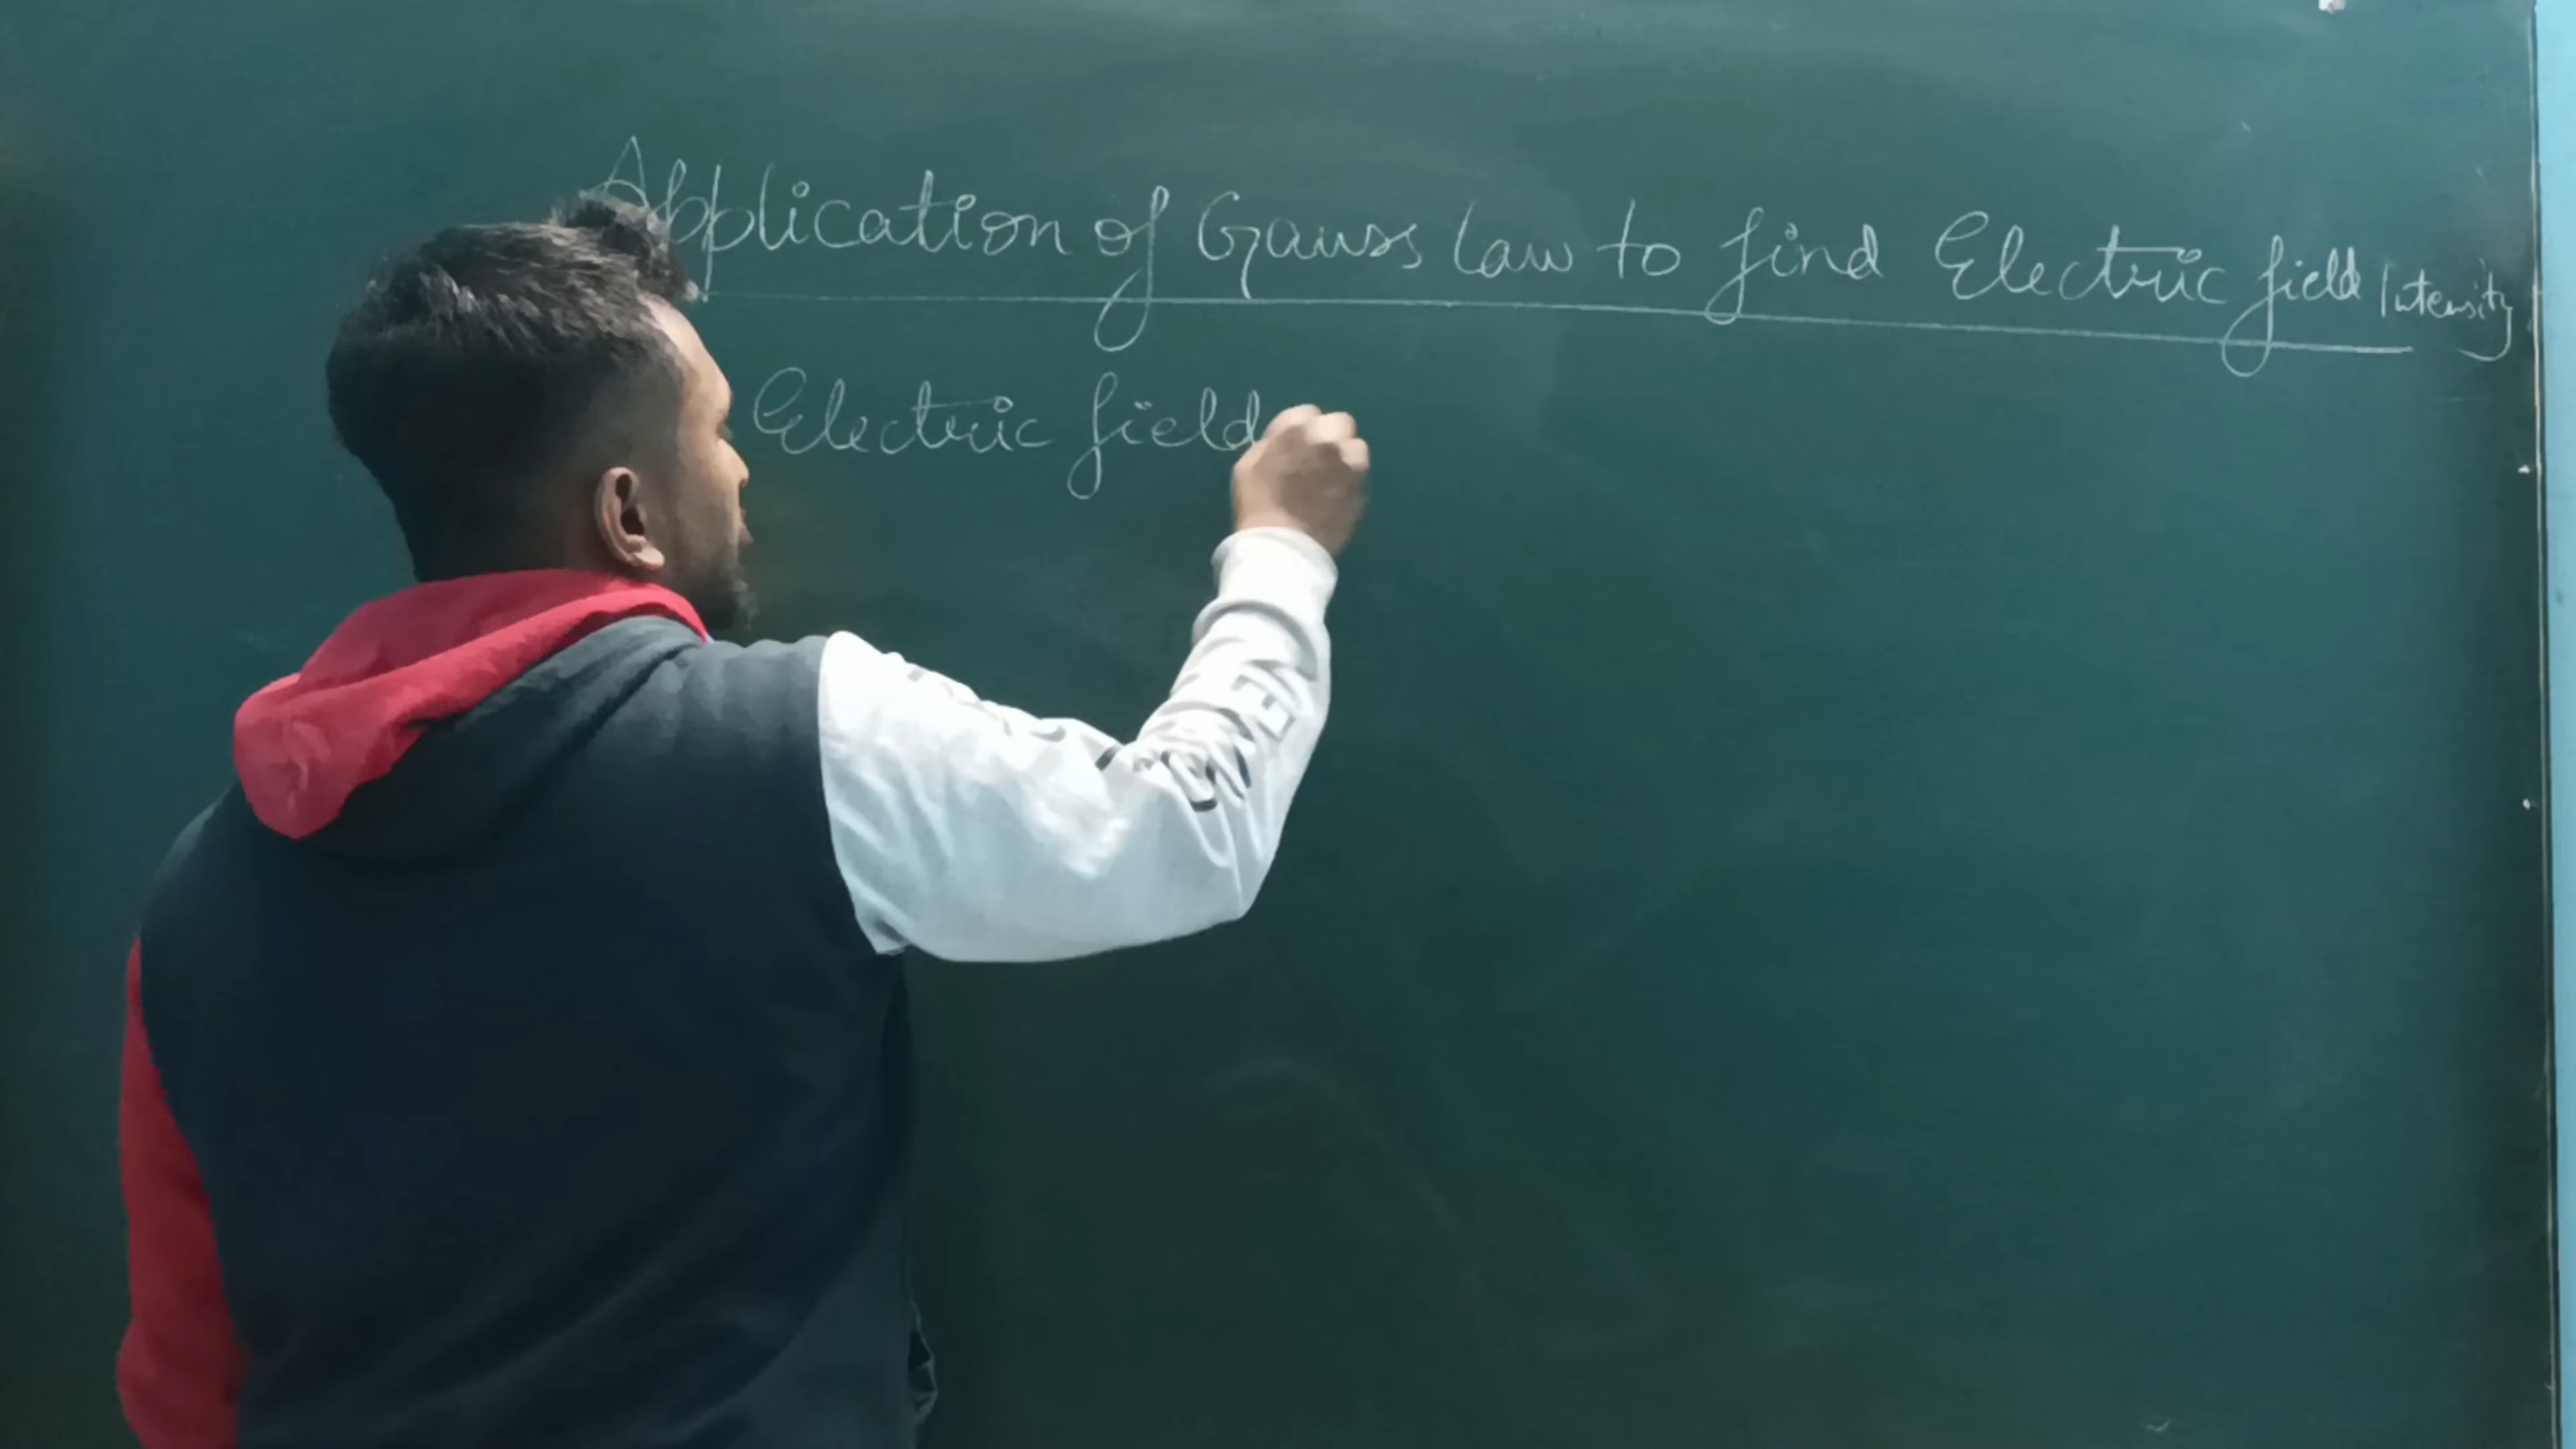 Application of Gauss law to find Electric field Intensity
Electric field